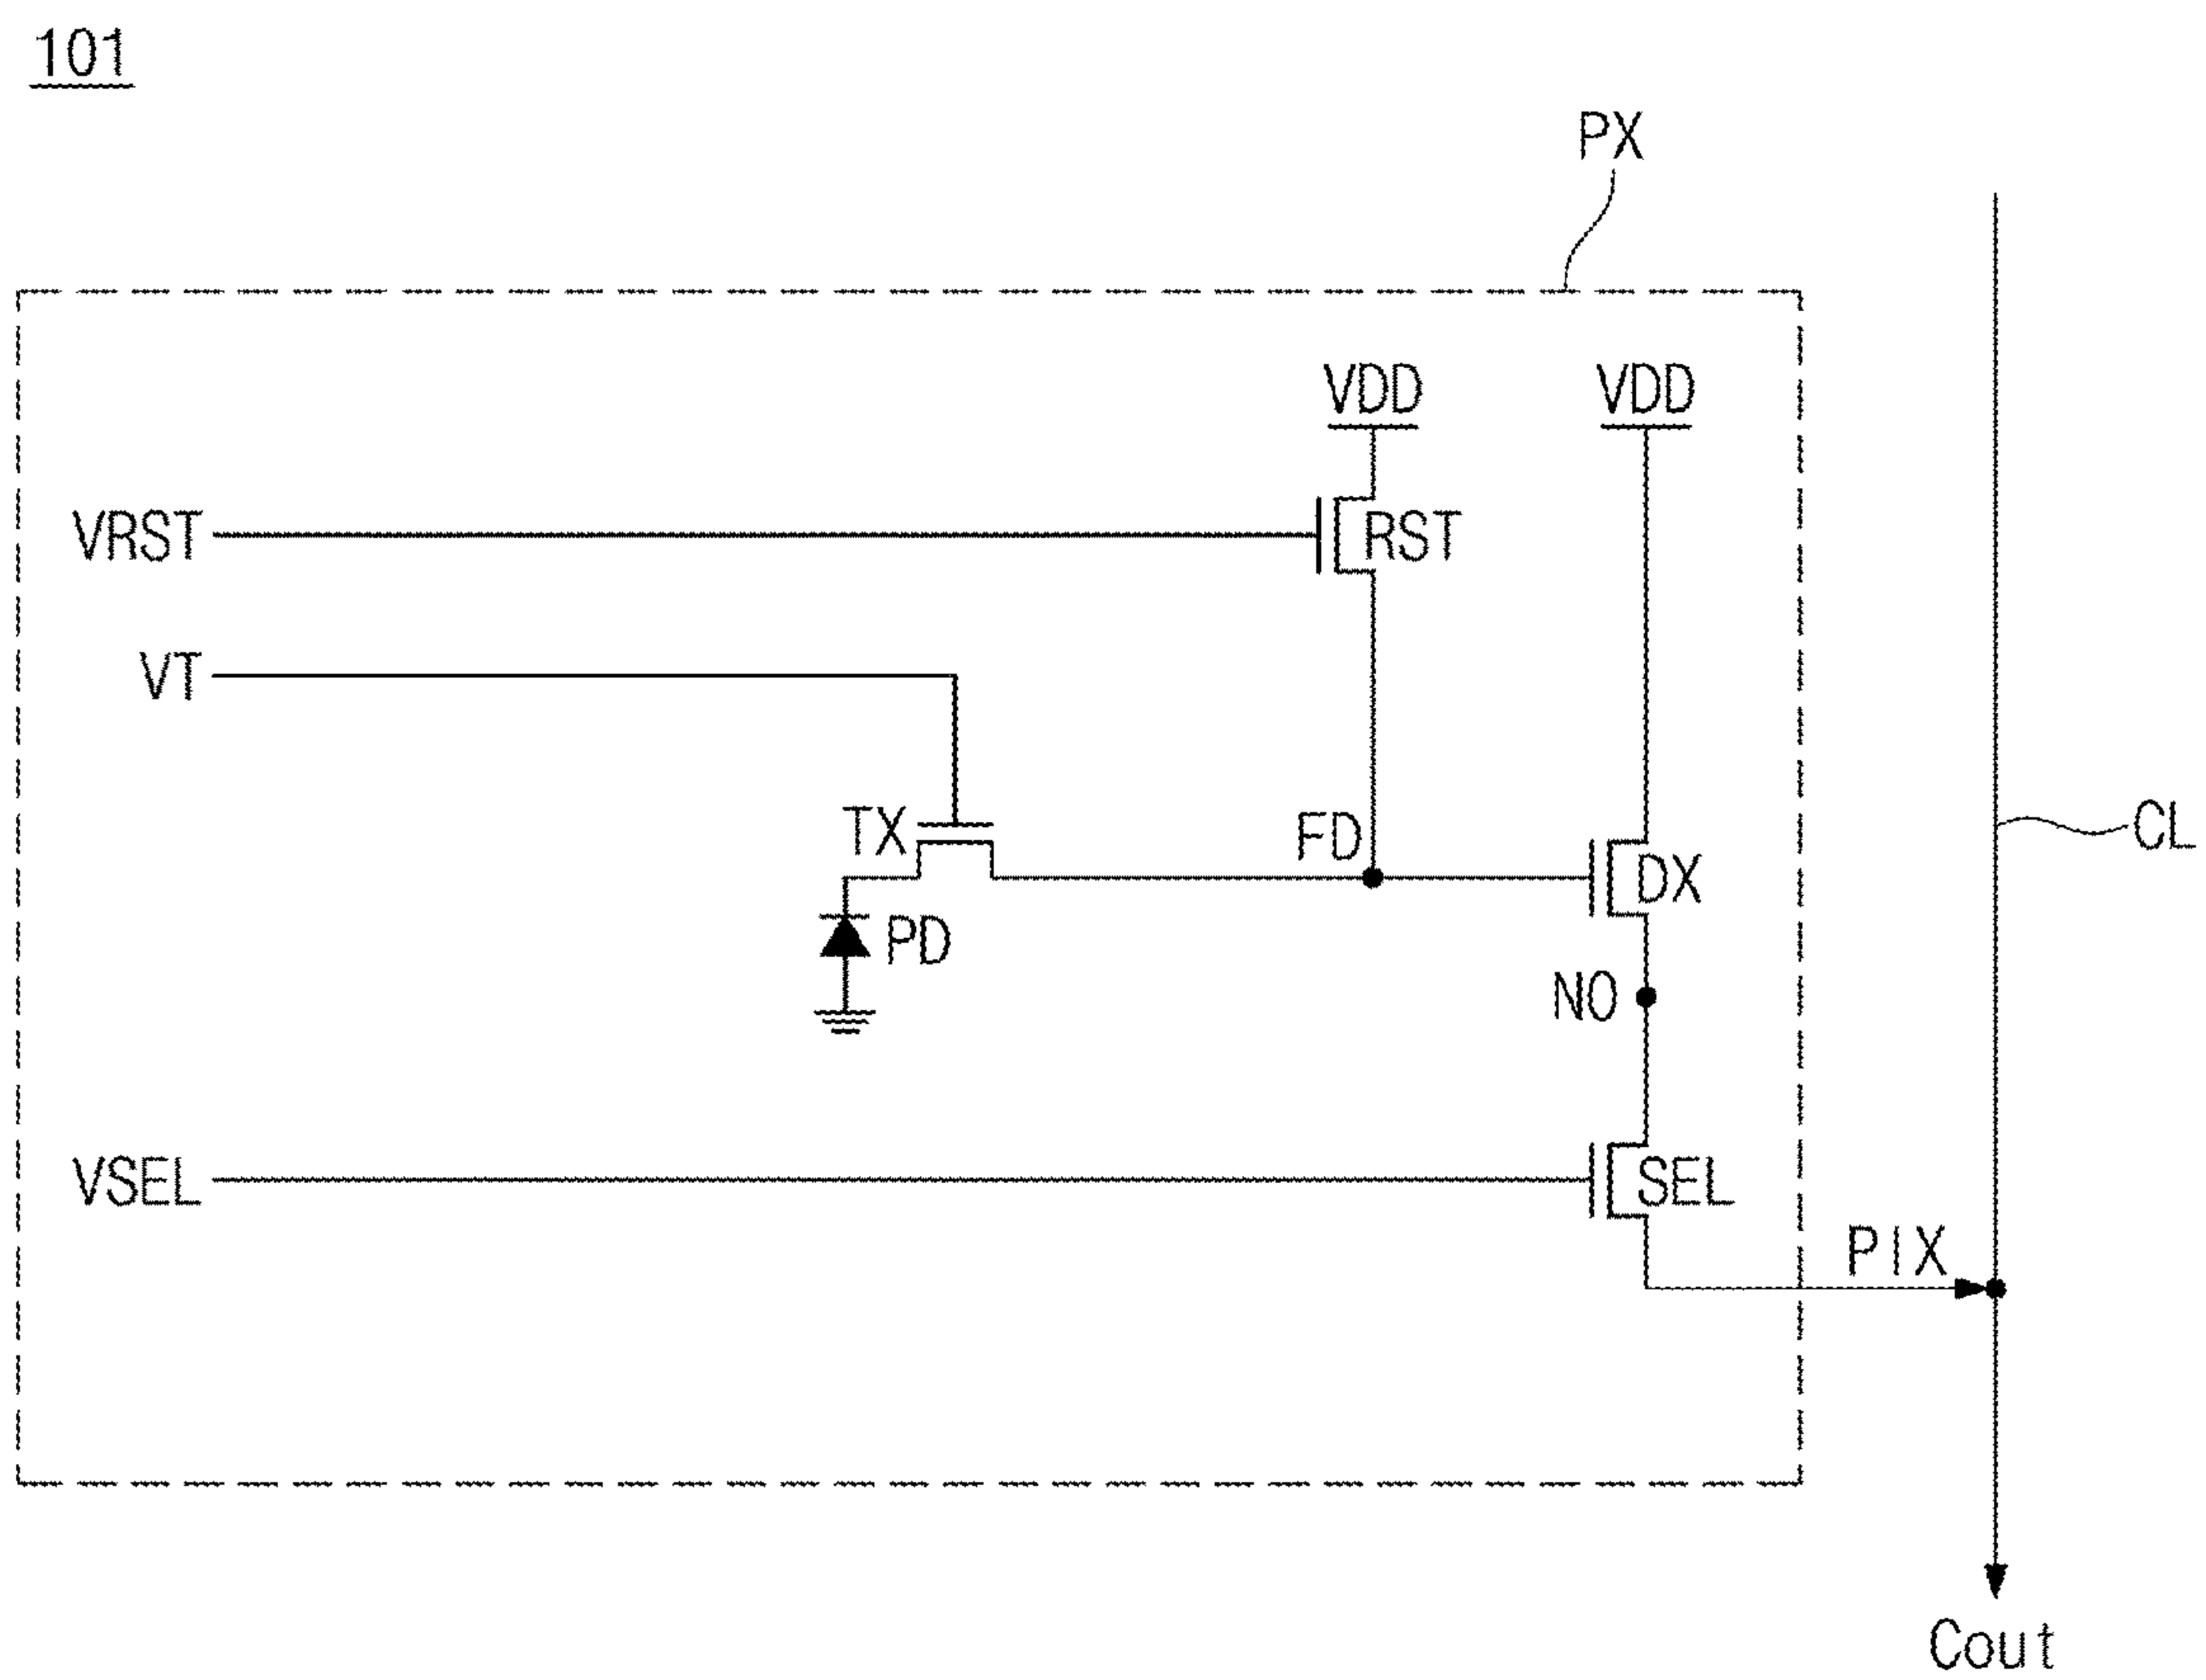 101
PX
VDD VDD
VRST RST
VT
TX FD CL
PD DX
NO
VSEL SEL
PIX
Cout